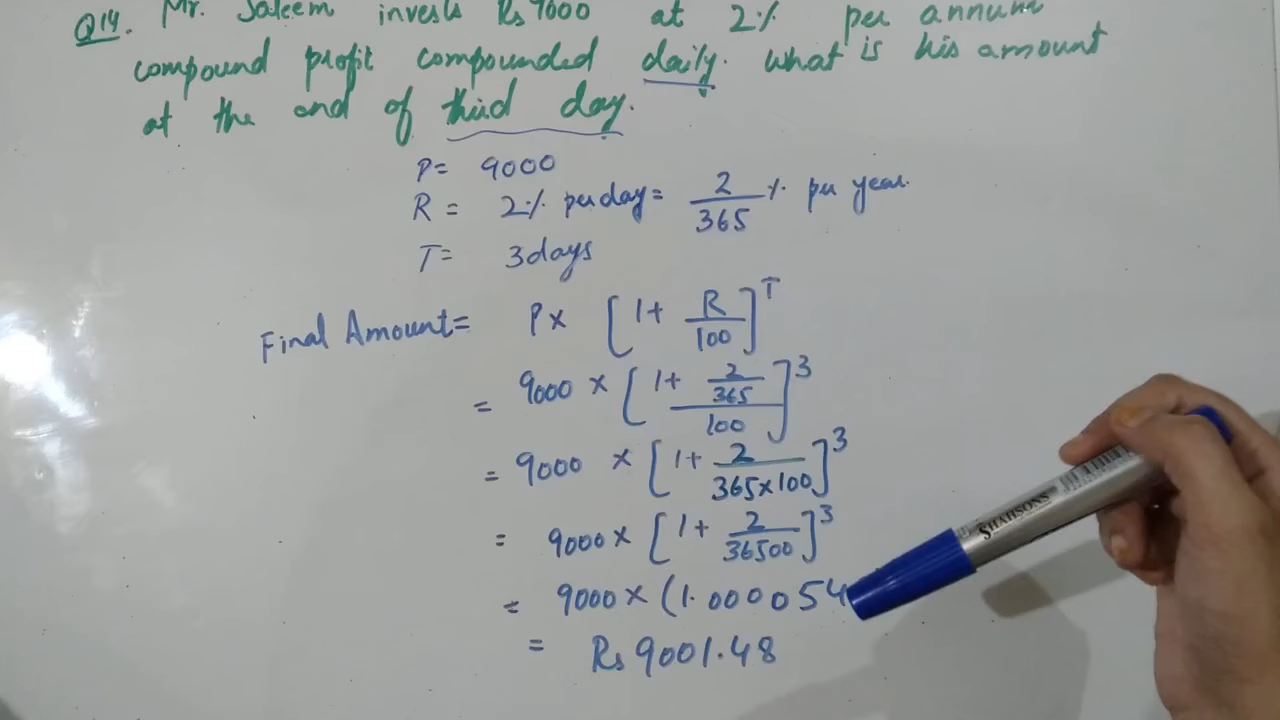 Q14. Mr. Saleem invests Rs 9000 at 2% per annum
compound profit compounded daily. what is his amount
at the end of third day.
P= 9000
R = 2% per day = 2/365 % per year.
T= 3 days
Final Amount = P× [1+ R/100]^T
= 9000 × [1+ 2/365/100]^3
= 9000 × [1+ 2/365×100]^3
= 9000 × [1+ 2/36500]^3
= 9000 × (1.000054
= Rs 9001.48
SHAHSONS